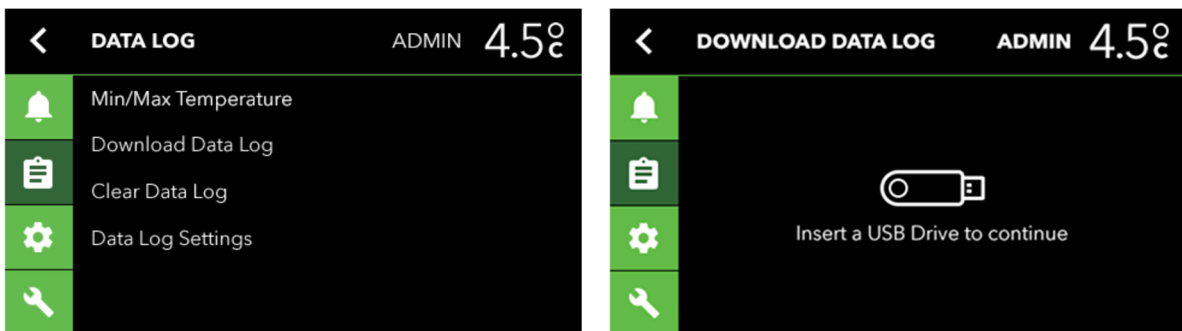 DATA LOG ADMIN 4.5°C
Min/Max Temperature
Download Data Log
Clear Data Log
Data Log Settings
DOWNLOAD DATA LOG ADMIN 4.5°C
Insert a USB Drive to continue